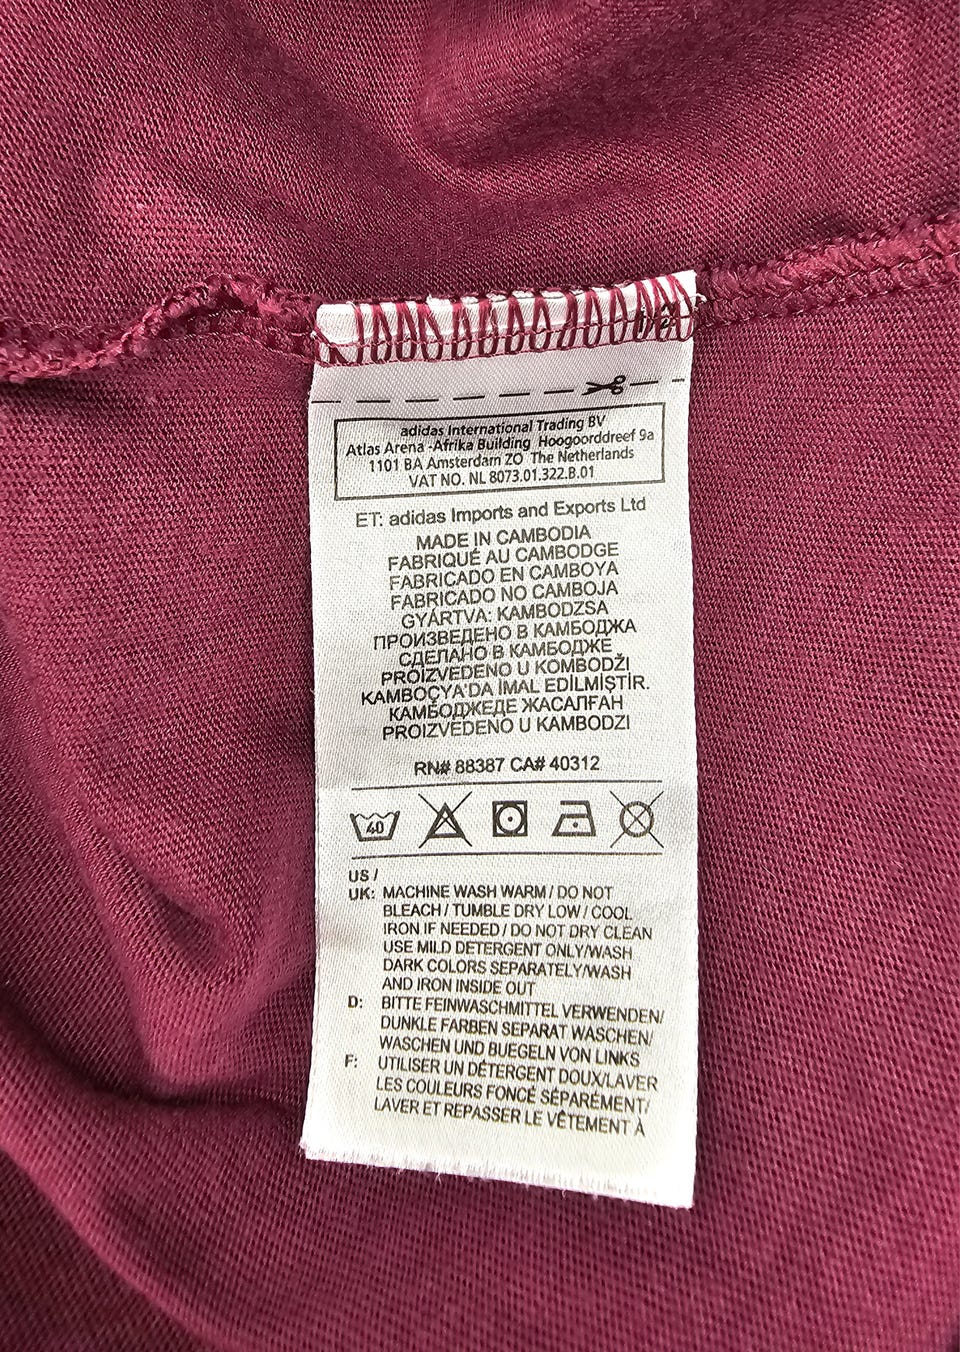 1/2
adidas International Trading BV
Atlas Arena -Afrika Building Hoogoorddreef 9a
1101 BA Amsterdam ZO The Netherlands
VAT NO. NL 8073.01.322.B.01
ET: adidas Imports and Exports Ltd
MADE IN CAMBODIA
FABRIQUÉ AU CAMBODGE
FABRICADO EN CAMBOYA
FABRICADO NO CAMBOJA
GYÁRTVA: KAMBODZSA
ПРОИЗВЕДЕНО В КАМБОДЖА
СДЕЛАНО В КАМБОДЖЕ
PROIZVEDENO U KOMBODŽI
KAMBOÇYA'DA İMAL EDİLMİŞTİR.
КАМБОДЖЕДЕ ЖАСАЛҒАН
PROIZVEDENO U KAMBODZI
RN# 88387 CA# 40312
40
US /
UK: MACHINE WASH WARM / DO NOT
BLEACH / TUMBLE DRY LOW / COOL
IRON IF NEEDED / DO NOT DRY CLEAN
USE MILD DETERGENT ONLY/WASH
DARK COLORS SEPARATELY/WASH
AND IRON INSIDE OUT
D: BITTE FEINWASCHMITTEL VERWENDEN/
DUNKLE FARBEN SEPARAT WASCHEN/
WASCHEN UND BUEGELN VON LINKS
F: UTILISER UN DÉTERGENT DOUX/LAVER
LES COULEURS FONCÉ SÉPARÉMENT/
LAVER ET REPASSER LE VÊTEMENT À